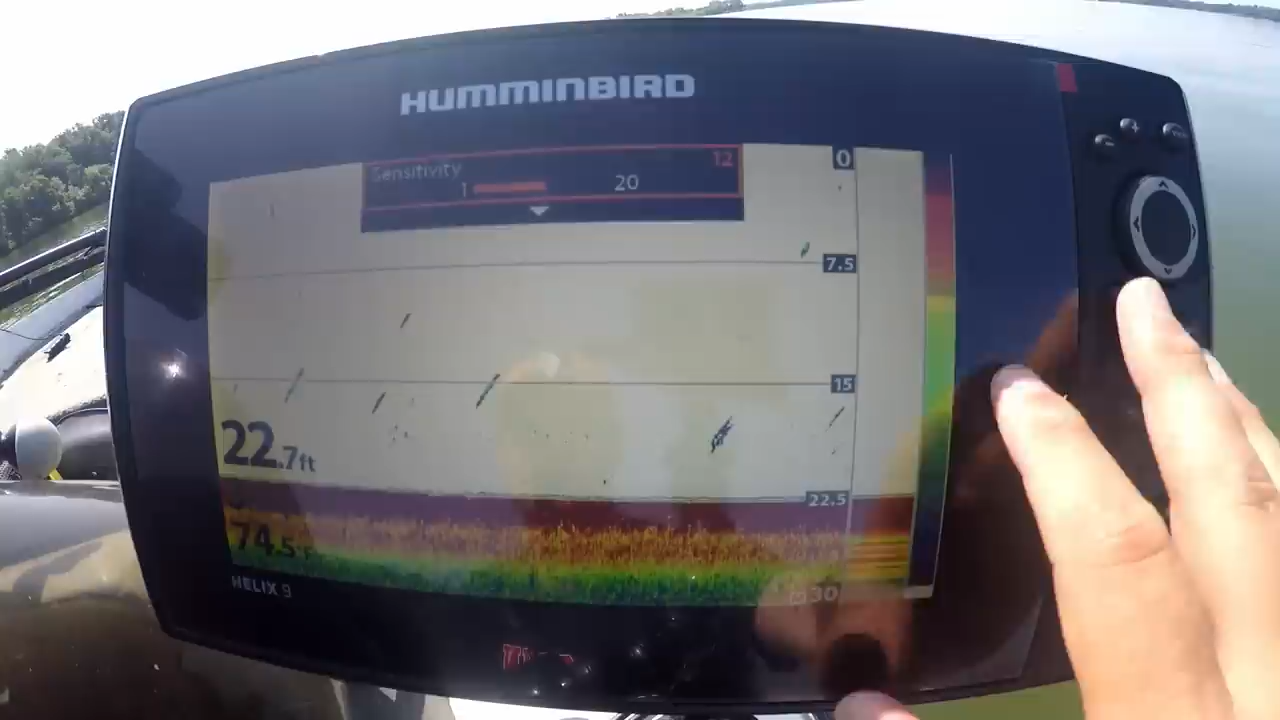 HUMMINBIRD
Sensitivity 12
1 20
0
7.5
15
22.7ft
22.5
74.5°F
30
HELIX 9